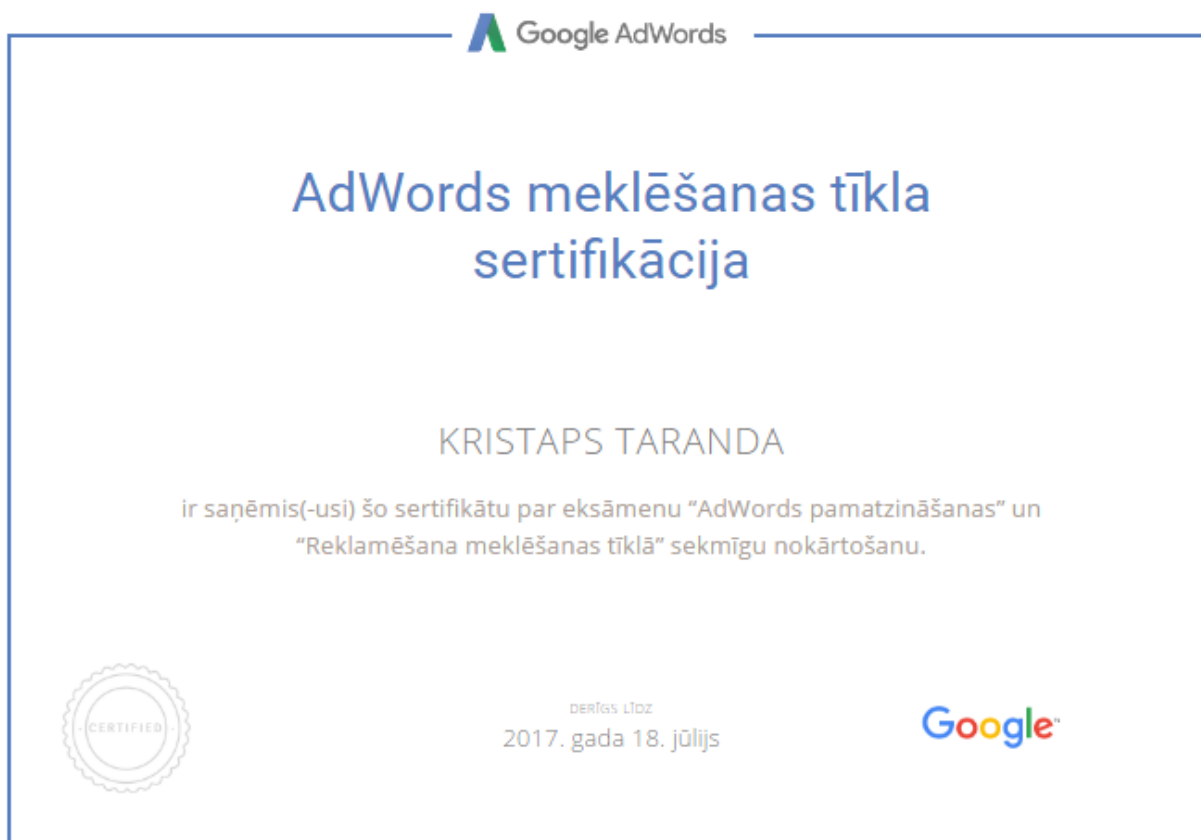 Google AdWords
AdWords meklēšanas tīkla
sertifikācija
KRISTAPS TARANDA
ir saņēmis(-usi) šo sertifikātu par eksāmenu “AdWords pamatzināšanas” un
“Reklamēšana meklēšanas tīklā” sekmīgu nokārtošanu.
CERTIFIED
DERĪGS LĪDZ
2017. gada 18. jūlijs
Google™